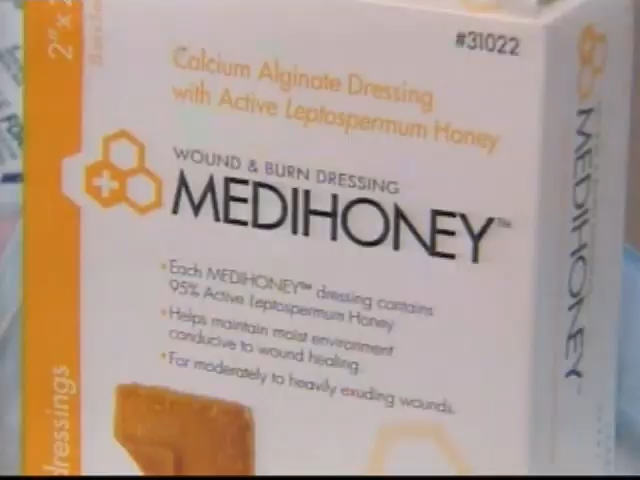 #31022
Calcium Alginate Dressing
with Active Leptospermum Honey
WOUND & BURN DRESSING
MEDIHONEY™
• Each MEDIHONEY™ dressing contains
95% Active Leptospermum Honey
• Helps maintain moist environment
conducive to wound healing.
• For moderately to heavily exuding wounds.
2" x
dressings
MEDIHONEY